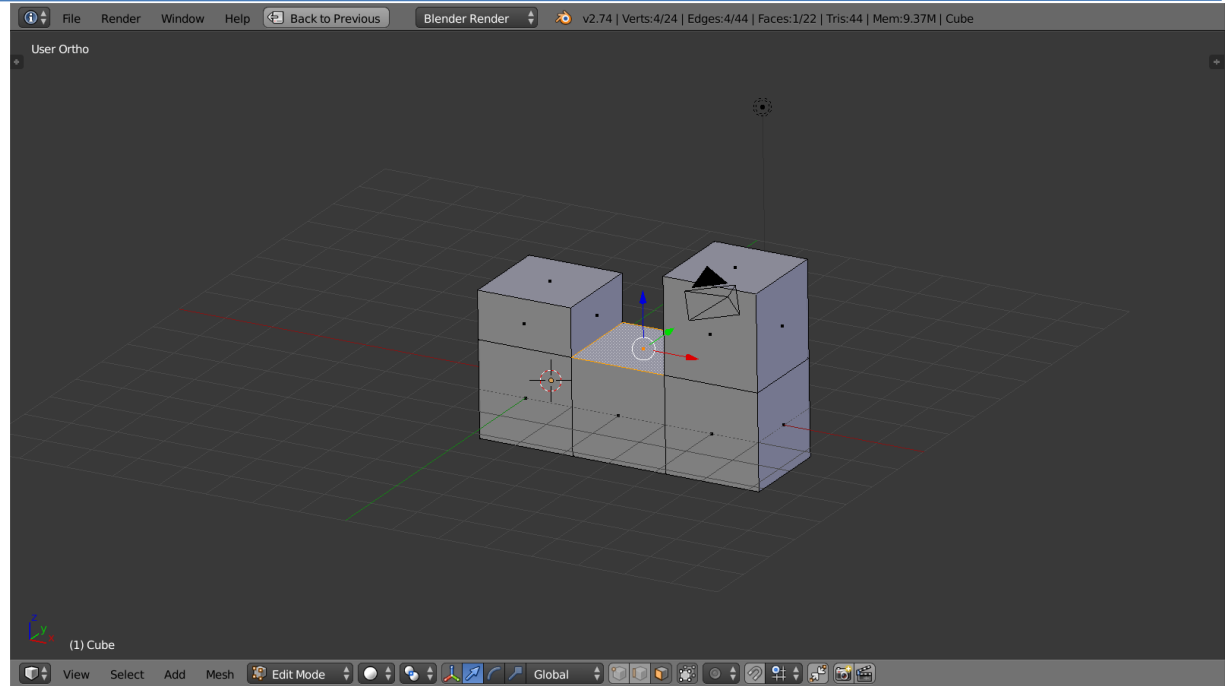 File Render Window Help Back to Previous Blender Render v2.74 | Verts:4/24 | Edges:4/44 | Faces:1/22 | Tris:44 | Mem:9.37M | Cube
User Ortho
z
y
x
(1) Cube
View Select Add Mesh Edit Mode Global